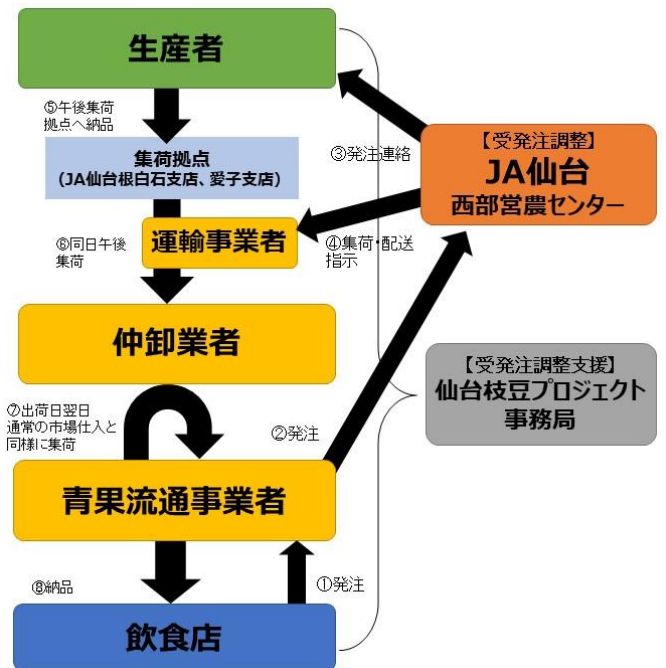 生産者
⑤午後集荷
拠点へ納品
集荷拠点
(JA仙台根白石支店、愛子支店)
③発注連絡
【受発注調整】
JA仙台
西部営農センター
⑥同日午後
集荷
運輸事業者
④集荷・配送
指示
仲卸業者
【受発注調整支援】
仙台枝豆プロジェクト
事務局
⑦出荷日翌日
通常の市場仕入と
同様に集荷
②発注
青果流通事業者
⑧納品
①発注
飲食店